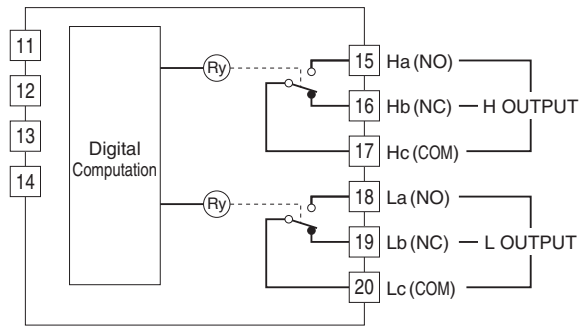 11
12
13
14
Digital
Computation
Ry
Ry
15 Ha (NO)
16 Hb (NC)
17 Hc (COM)
H OUTPUT
18 La (NO)
19 Lb (NC)
20 Lc (COM)
L OUTPUT